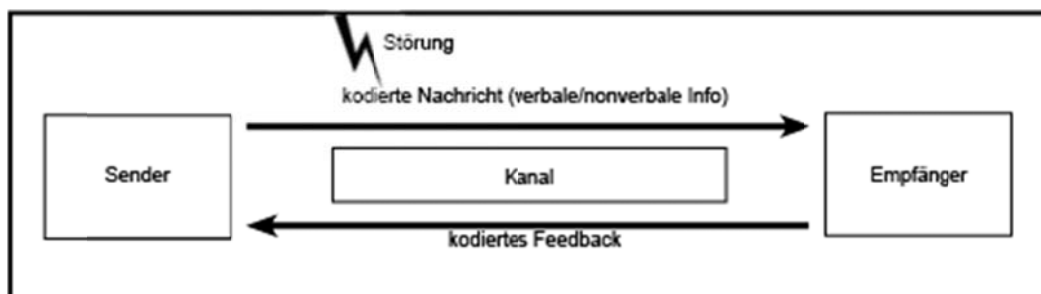 Störung
kodierte Nachricht (verbale/nonverbale Info)
Sender
Kanal
Empfänger
kodiertes Feedback